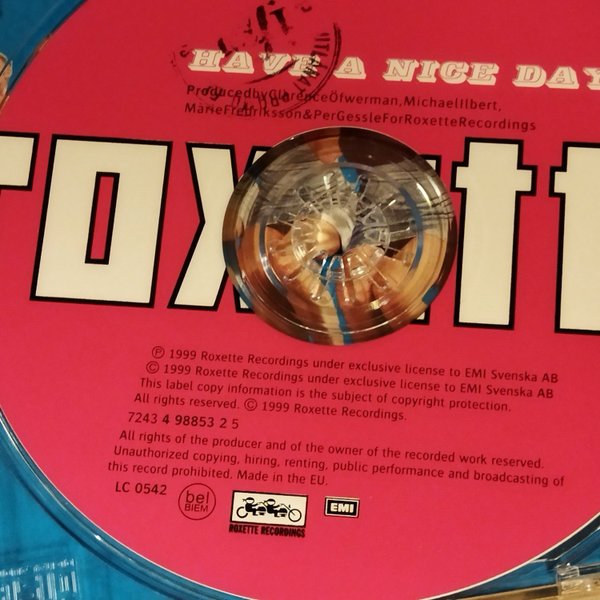 HAVE A NICE DAY
ProducedbyClarenceÖfwerman,MichaelIlbert,
MarieFredriksson&PerGessleForRoxetteRecordings
Ⓟ 1999 Roxette Recordings under exclusive license to EMI Svenska AB
© 1999 Roxette Recordings under exclusive license to EMI Svenska AB
This label copy information is the subject of copyright protection.
All rights reserved. © 1999 Roxette Recordings.
7243 4 98853 2 5
All rights of the producer and of the owner of the recorded work reserved.
Unauthorized copying, hiring, renting, public performance and broadcasting of
this record prohibited. Made in the EU.
LC 0542
bel
BIEM
ROXETTE RECORDINGS
EMI